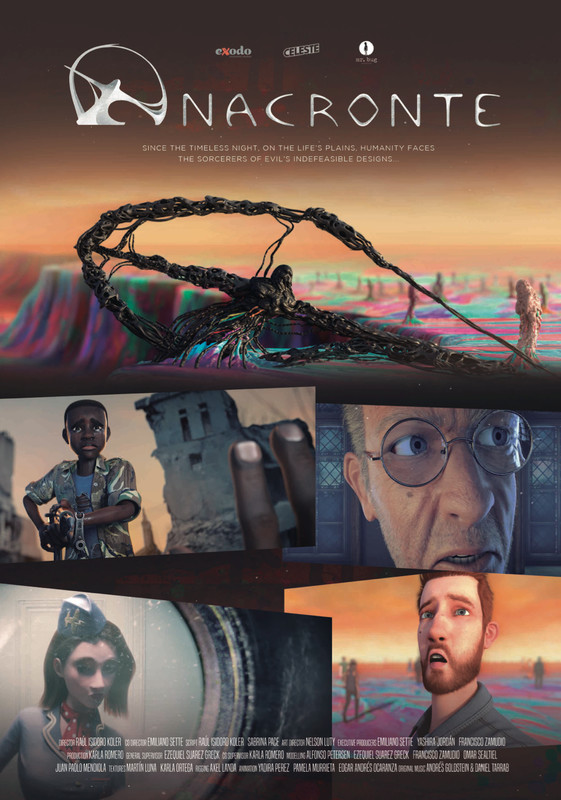 exodo
CELESTE
oz, bug
ANACRONTE
SINCE THE TIMELESS NIGHT, ON THE LIFE'S PLAINS, HUMANITY FACES
THE SORCERERS OF EVIL'S INDEFEASIBLE DESIGNS...
DIRECTOR RAÚL ISIDORO KOLER CO DIRECTOR EMILIANO SETTE SCRIPT RAÚL ISIDORO KOLER SABRINA PACE ART DIRECTOR NELSON LUTY EXECUTIVE PRODUCERS EMILIANO SETTE YASHIRA JORDÁN FRANCISCO ZAMUDIO
PRODUCTION KARLA ROMERO GENERAL SUPERVISOR EZEQUIEL SUAREZ GRECK CG SUPERVISOR KARLA ROMERO MODELLING ALFONSO PETERSEN EZEQUIEL SUAREZ GRECK FRANCISCO ZAMUDIO OMAR SEALTIEL
JUAN PAOLO MENDIOLA TEXTURES MARTÍN LUNA KARLA ORTEGA RIGGING AXEL LANDA ANIMATION YADIRA PEREZ PAMELA MURRIETA EDGAR ANDRÉS OCARANZA ORIGINAL MUSIC ANDRÉS GOLDSTEIN & DANIEL TARRAB